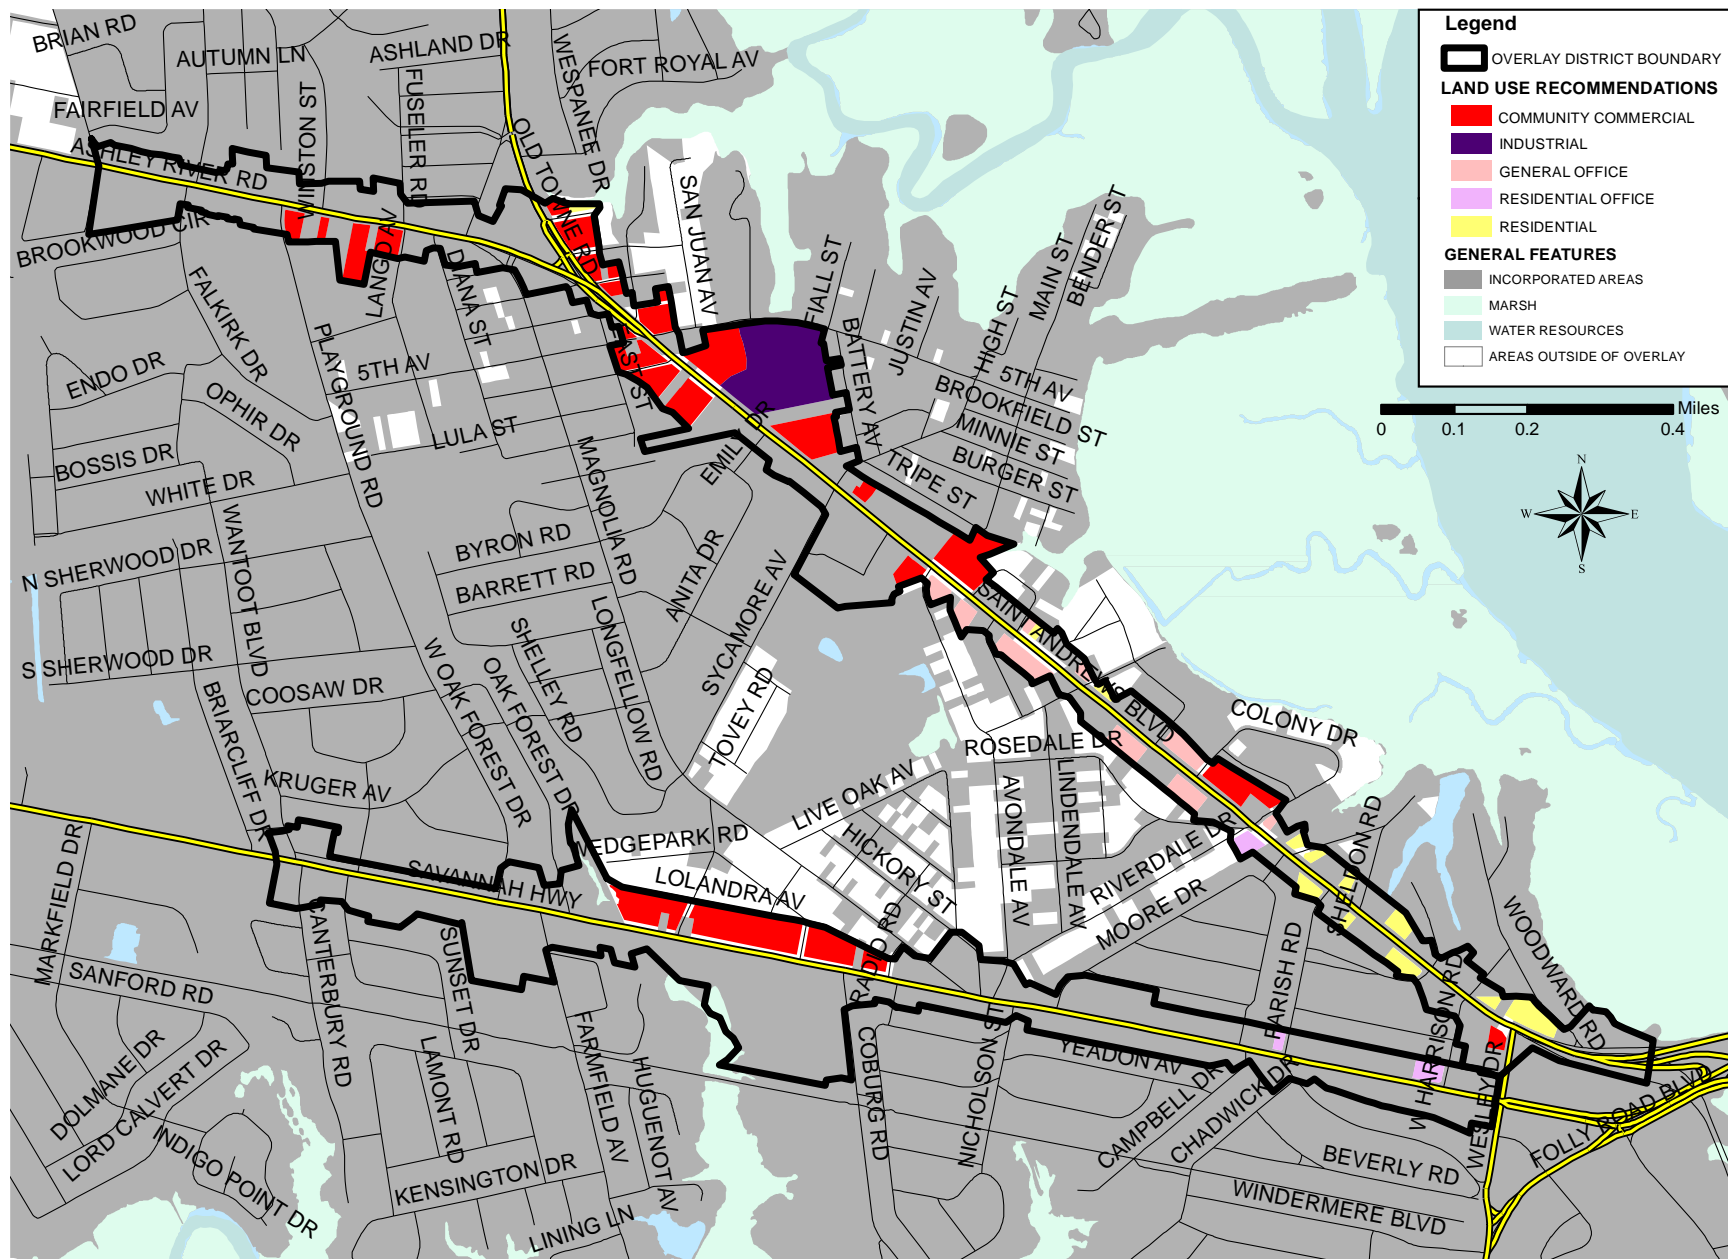 Legend
OVERLAY DISTRICT BOUNDARY
LAND USE RECOMMENDATIONS
COMMUNITY COMMERCIAL
INDUSTRIAL
GENERAL OFFICE
RESIDENTIAL OFFICE
RESIDENTIAL
GENERAL FEATURES
INCORPORATED AREAS
MARSH
WATER RESOURCES
AREAS OUTSIDE OF OVERLAY
Miles
0 0.1 0.2 0.4
N
W E
S
BRIAN RD
AUTUMN LN
ASHLAND DR
WESPANEE DR
FORT ROYAL AV
FAIRFIELD AV
WINSTON ST
FUSELER RD
OLD TOWNE RD
ASHLEY RIVER RD
SAN JUAN AV
BROOKWOOD CIR
LANGO AV
DIANA ST
FIALL ST
MAIN ST
BENDER ST
FALKIRK DR
PLAYGROUND RD
EAST ST
BATTERY AV
JUSTIN AV
HIGH ST
ENDO DR
5TH AV
5TH AV
OPHIR DR
BROOKFIELD ST
LULA ST
MINNIE ST
BOSSIS DR
MAGNOLIA RD
EMILY DR
BURGER ST
WHITE DR
TRIPE ST
WANTOOT BLVD
BYRON RD
N SHERWOOD DR
BARRETT RD
ANITA DR
SYCAMORE AV
SAINT ANDREWS BLVD
LONGFELLOW RD
SHELLEY RD
S SHERWOOD DR
W OAK FOREST DR
OAK FOREST DR
COOSAW DR
BRIARCLIFF DR
TOVEY RD
COLONY DR
ROSEDALE DR
KRUGER AV
LIVE OAK AV
AVONDALE AV
LINDENDALE AV
SHELDON RD
MARKFIELD DR
WEDGEPARK RD
HICKORY ST
RIVERDALE DR
SAVANNAH HWY
LOLANDRA AV
MOORE DR
WOODWARD RD
CANTERBURY RD
SUNSET DR
RADIO RD
PARISH RD
W HARRISON RD
SANFORD RD
FARMFIELD AV
COBURG RD
NICHOLSON ST
YEADON AV
WESLEY DR
DOLMANE DR
LORD CALVERT DR
LAMONT RD
HUGUENOT AV
CAMPBELL DR
CHADWICK DR
FOLLY ROAD BLVD
INDIGO POINT DR
KENSINGTON DR
BEVERLY RD
LINING LN
WINDERMERE BLVD